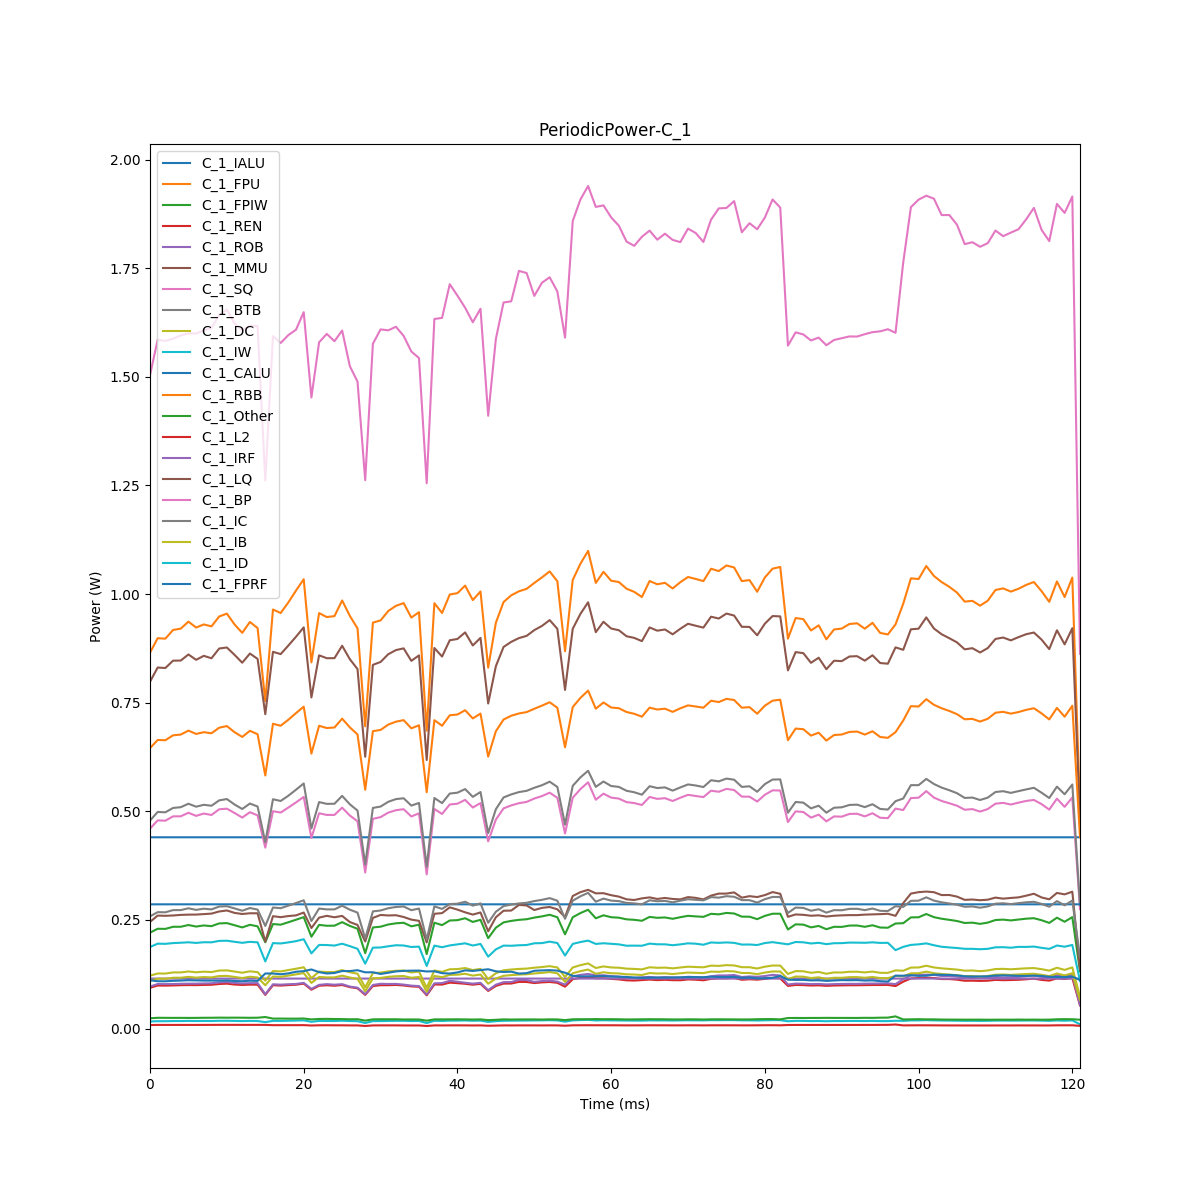 PeriodicPower-C_1
2.00
1.75
1.50
1.25
1.00
0.75
0.50
0.25
0.00
Power (W)
C_1_IALU
C_1_FPU
C_1_FPIW
C_1_REN
C_1_ROB
C_1_MMU
C_1_SQ
C_1_BTB
C_1_DC
C_1_IW
C_1_CALU
C_1_RBB
C_1_Other
C_1_L2
C_1_IRF
C_1_LQ
C_1_BP
C_1_IC
C_1_IB
C_1_ID
C_1_FPRF
0 20 40 60 80 100 120
Time (ms)